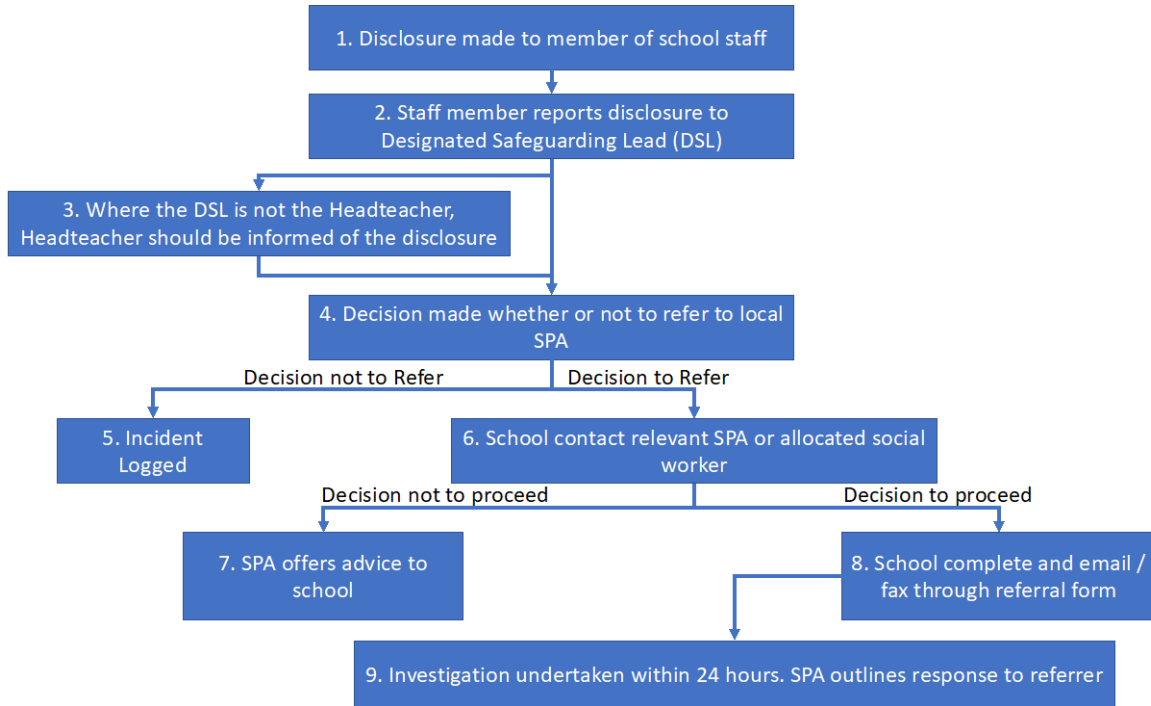 1. Disclosure made to member of school staff
2. Staff member reports disclosure to
Designated Safeguarding Lead (DSL)
3. Where the DSL is not the Headteacher,
Headteacher should be informed of the disclosure
4. Decision made whether or not to refer to local
SPA
Decision not to Refer
Decision to Refer
5. Incident
Logged
6. School contact relevant SPA or allocated social
worker
Decision not to proceed
Decision to proceed
7. SPA offers advice to
school
8. School complete and email /
fax through referral form
9. Investigation undertaken within 24 hours. SPA outlines response to referrer